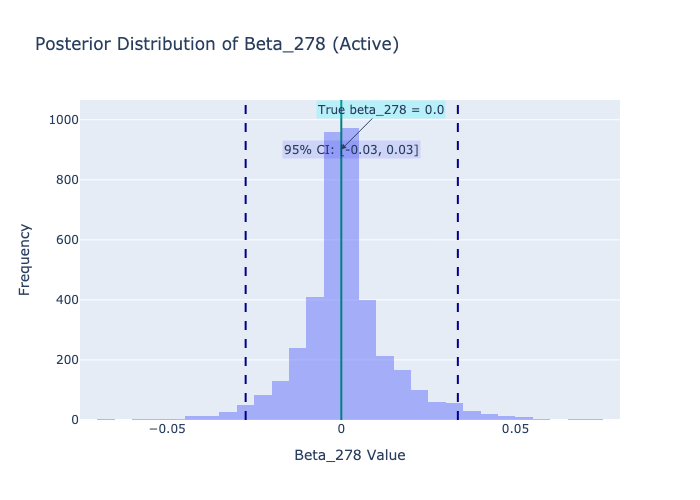 Posterior Distribution of Beta_278 (Active)
True beta_278 = 0.0
95% CI: [-0.03, 0.03]
1000
800
600
400
200
0
Frequency
−0.05
0
0.05
Beta_278 Value